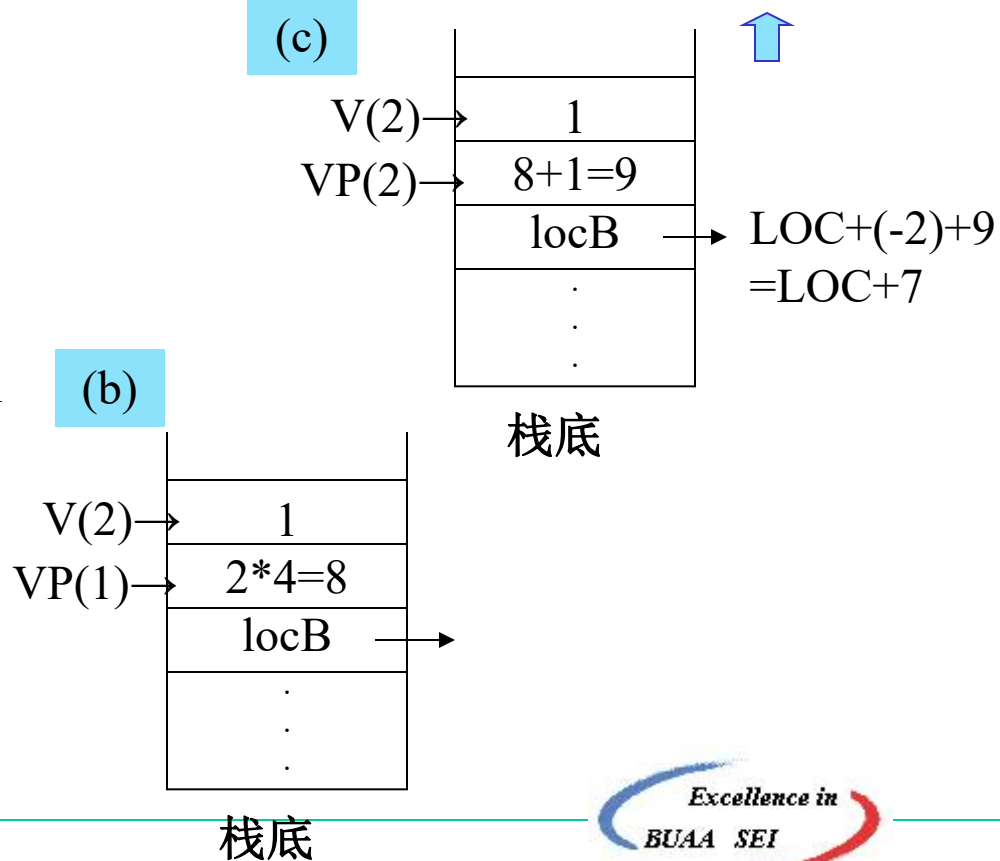 (c)
V(2)→ 1
VP(2)→ 8+1=9
locB → LOC+(-2)+9
=LOC+7
.
.
.
栈底
(b)
V(2)→ 1
VP(1)→ 2*4=8
locB →
.
.
.
栈底
Excellence in
BUAA SEI